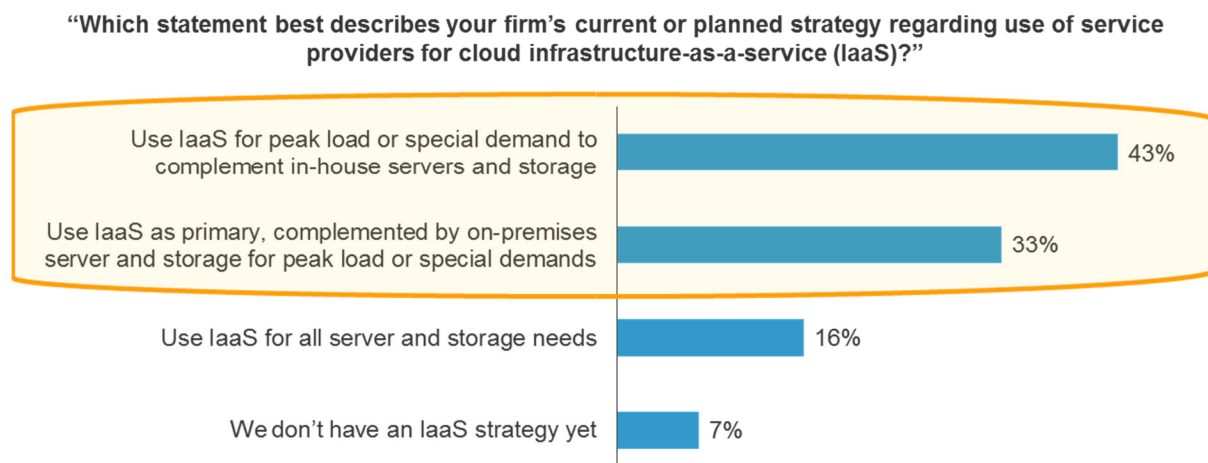 “Which statement best describes your firm’s current or planned strategy regarding use of service
providers for cloud infrastructure-as-a-service (IaaS)?”
Use IaaS for peak load or special demand to
complement in-house servers and storage
43%
Use IaaS as primary, complemented by on-premises
server and storage for peak load or special demands
33%
Use IaaS for all server and storage needs
16%
We don’t have an IaaS strategy yet
7%